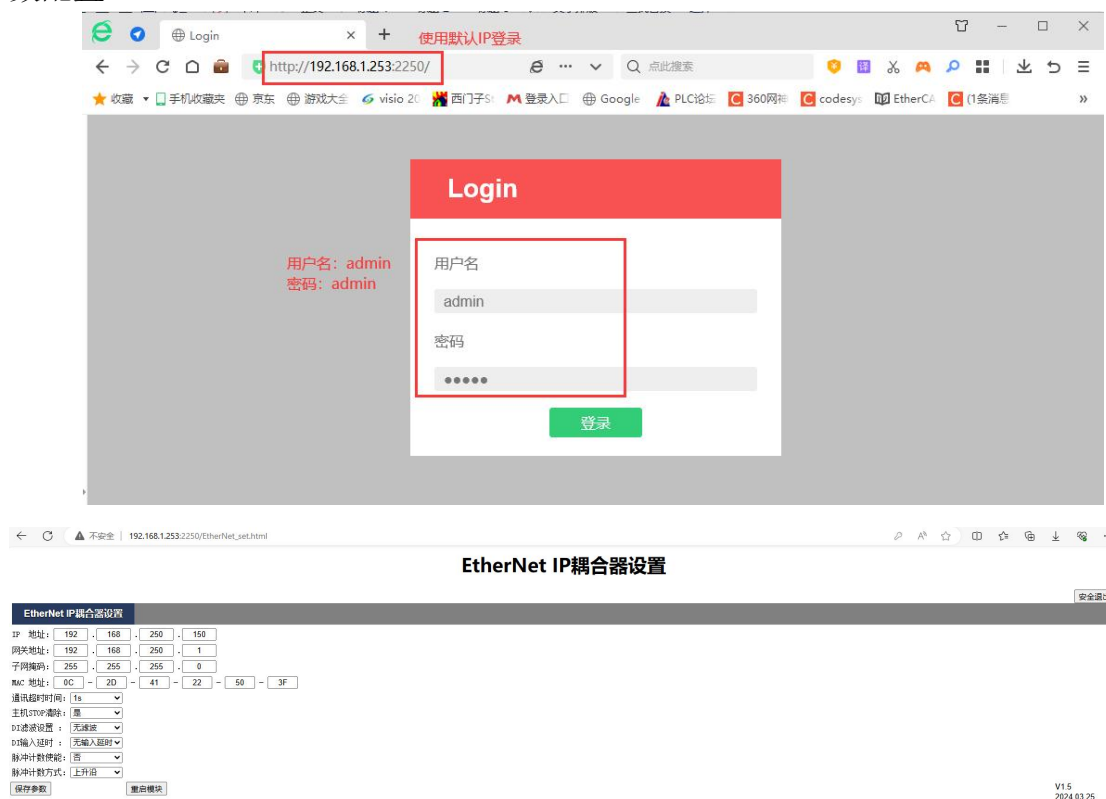 Login
使用默认IP登录
http://192.168.1.253:2250/
点此搜索
收藏 手机收藏夹 京东 游戏大全 visio 20 西门子S 登录入口 Google PLC论坛 360网神 codesys EtherCA (1条消息
Login
用户名：admin
密码：admin
用户名
admin
密码
登录
不安全 192.168.1.253:2250/EtherNet_set.html
EtherNet IP耦合器设置
安全退出
EtherNet IP耦合器设置
IP 地址： 192 . 168 . 250 . 150
网关地址： 192 . 168 . 250 . 1
子网掩码： 255 . 255 . 255 . 0
MAC 地址： 0C - 2D - 41 - 22 - 50 - 3F
通讯超时时间： 1s
主机STOP清除： 是
DI滤波设置 ： 无滤波
DI输入延时 ： 无输入延时
脉冲计数使能： 否
脉冲计数方式： 上升沿
保存参数 重启模块
V1.5
2024.03.25